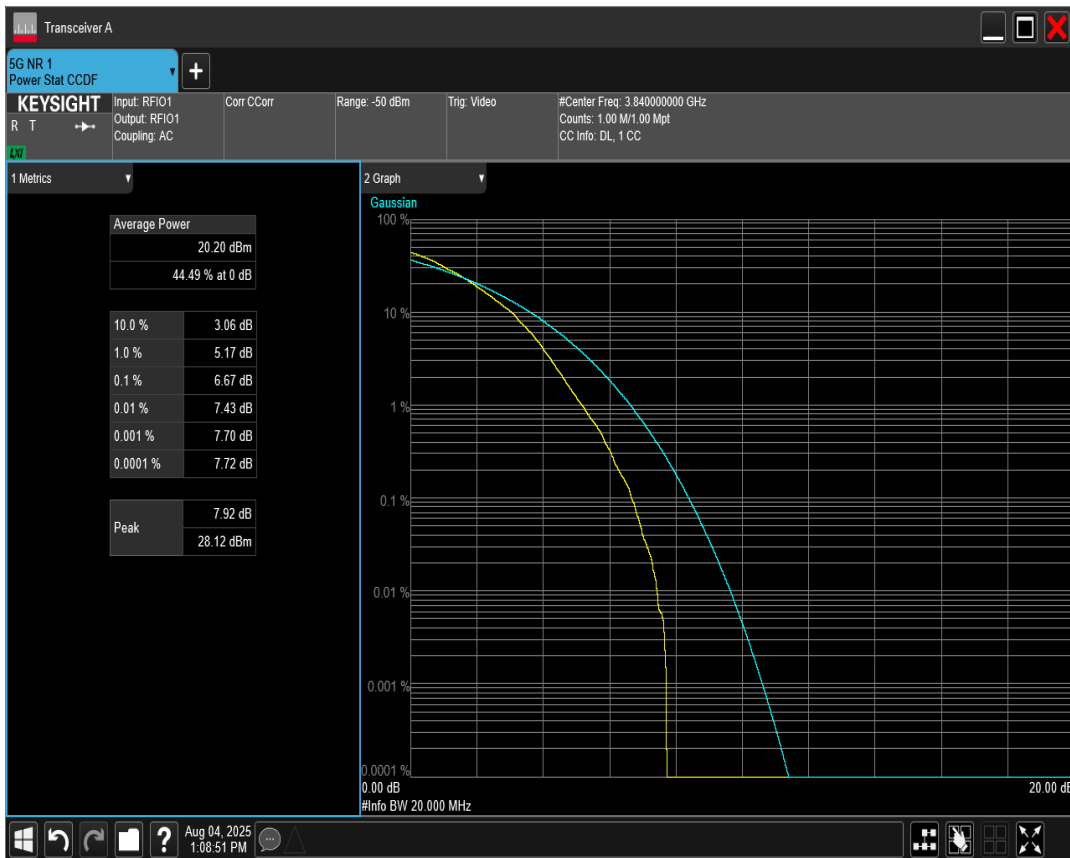 Transceiver A
5G NR 1
Power Stat CCDF
KEYSIGHT
R T
LXI
Input: RFIO1
Output: RFIO1
Coupling: AC
Corr CCorr
Range: -50 dBm
Trig: Video
#Center Freq: 3.840000000 GHz
Counts: 1.00 M/1.00 Mpt
CC Info: DL, 1 CC
1 Metrics
Average Power
20.20 dBm
44.49 % at 0 dB
10.0 % 3.06 dB
1.0 % 5.17 dB
0.1 % 6.67 dB
0.01 % 7.43 dB
0.001 % 7.70 dB
0.0001 % 7.72 dB
Peak
7.92 dB
28.12 dBm
2 Graph
Gaussian
100 %
10 %
1 %
0.1 %
0.01 %
0.001 %
0.0001 %
0.00 dB
20.00 dB
#Info BW 20.000 MHz
?
Aug 04, 2025
1:08:51 PM